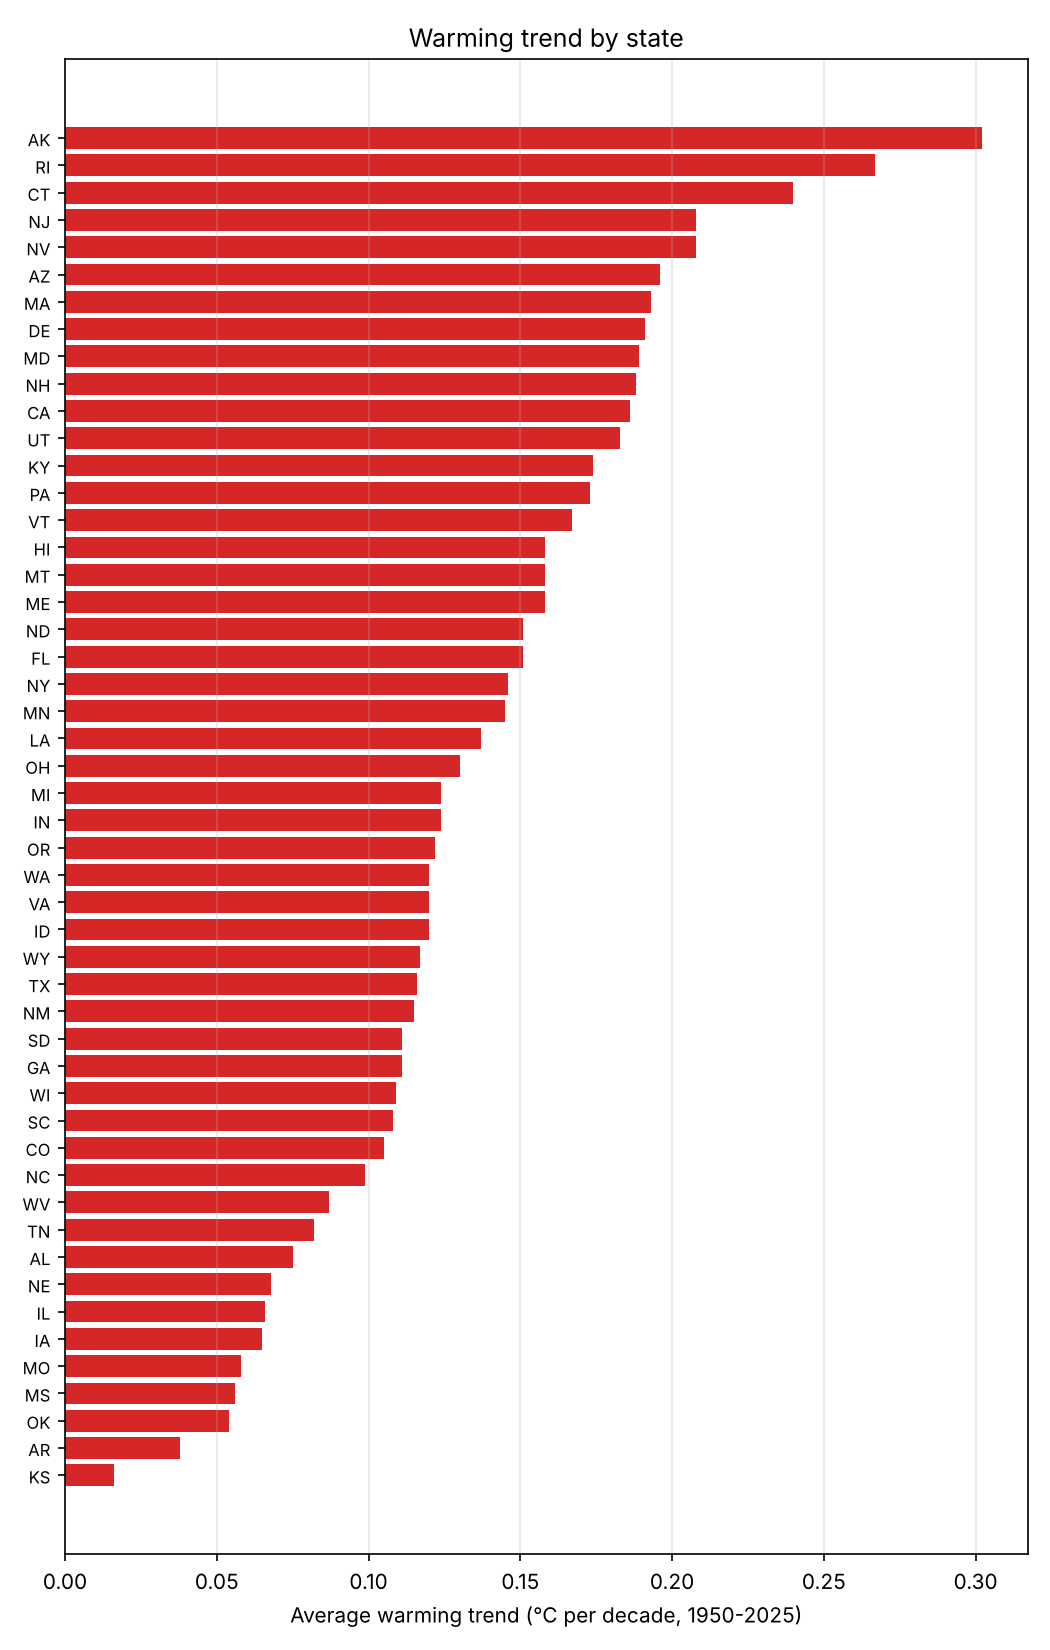 Warming trend by state
AK
RI
CT
NJ
NV
AZ
MA
DE
MD
NH
CA
UT
KY
PA
VT
HI
MT
ME
ND
FL
NY
MN
LA
OH
MI
IN
OR
WA
VA
ID
WY
TX
NM
SD
GA
WI
SC
CO
NC
WV
TN
AL
NE
IL
IA
MO
MS
OK
AR
KS
0.00 0.05 0.10 0.15 0.20 0.25 0.30
Average warming trend (°C per decade, 1950-2025)